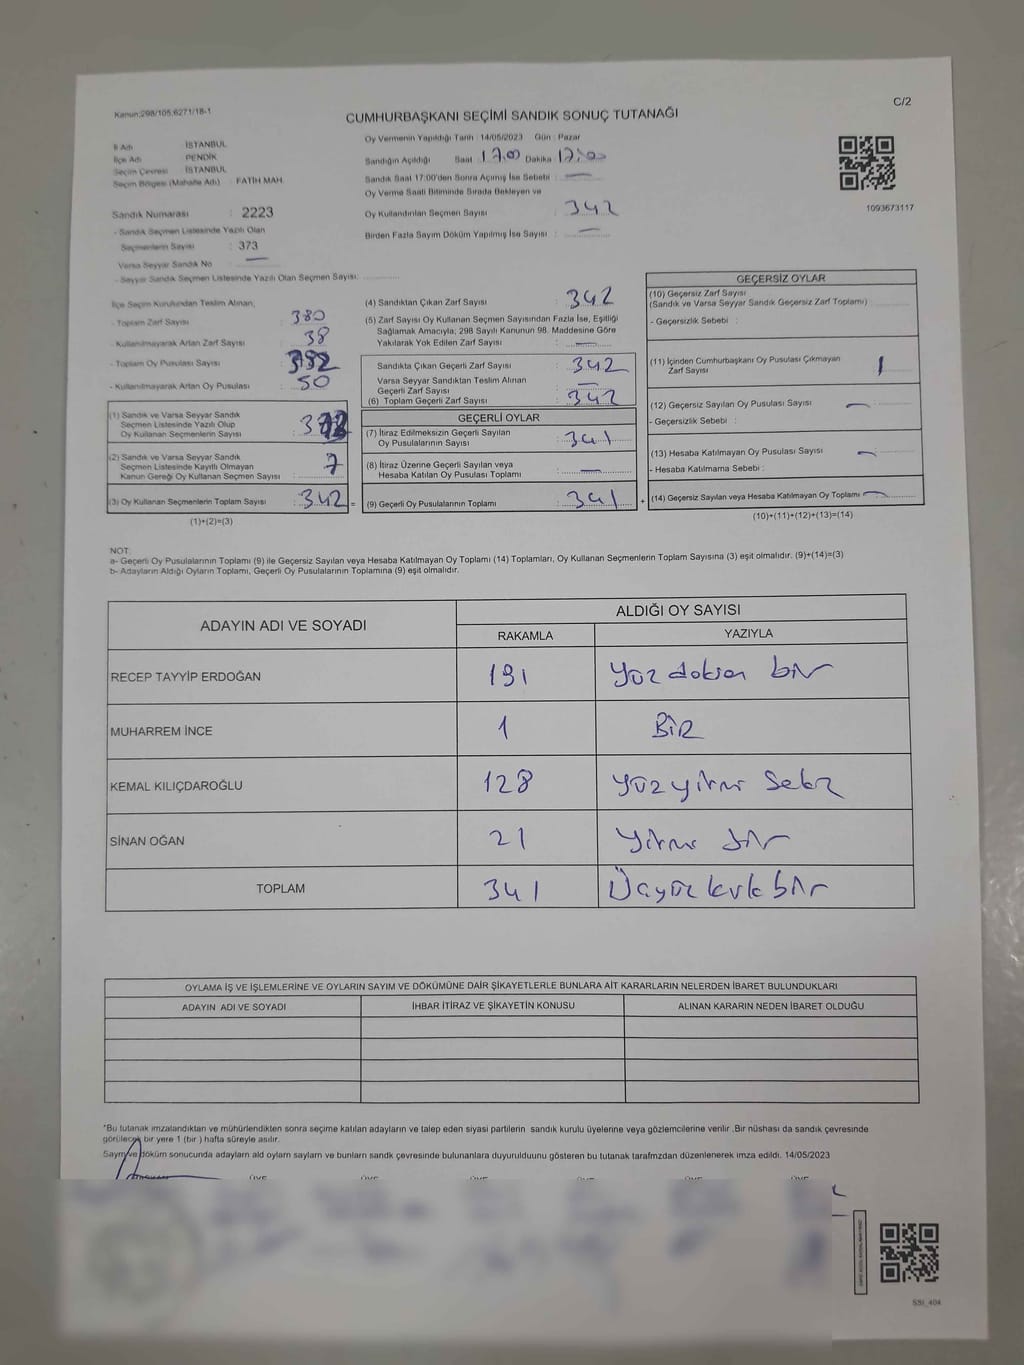 Kanun:298/105;6271/18-1
C/2
CUMHURBAŞKANI SEÇİMİ SANDIK SONUÇ TUTANAĞI
İl Adı İSTANBUL
İlçe Adı PENDİK
Seçim Çevresi İSTANBUL
Seçim Bölgesi (Mahalle Adı) : FATİH MAH.
Sandık Numarası : 2223
- Sandık Seçmen Listesinde Yazılı Olan
Seçmenlerin Sayısı : 373
Varsa Seyyar Sandık No —
- Seyyar Sandık Seçmen Listesinde Yazılı Olan Seçmen Sayısı:
Oy Vermenin Yapıldığı Tarih : 14/05/2023 Gün : Pazar
Sandığın Açıldığı Saat 17.00 Dakika 17:00
Sandık Saat 17:00'den Sonra Açımış İse Sebebi : —
Oy Verme Saati Bitiminde Sırada Bekleyen ve
Oy Kullandırılan Seçmen Sayısı : 342
Birden Fazla Sayım Döküm Yapılmış İse Sayısı : —
1093673117
İlçe Seçim Kurulundan Teslim Alınan;
- Toplam Zarf Sayısı : 380
- Kullanılmayarak Artan Zarf Sayısı : 38
- Toplam Oy Pusulası Sayısı :
- Kullanılmayarak Artan Oy Pusulası : 50
(1) Sandık ve Varsa Seyyar Sandık
Seçmen Listesinde Yazılı Olup
Oy Kullanan Seçmenlerin Sayısı :
(2) Sandık ve Varsa Seyyar Sandık
Seçmen Listesinde Kayıtlı Olmayan
Kanun Gereği Oy Kullanan Seçmen Sayısı : 7
(3) Oy Kullanan Seçmenlerin Toplam Sayısı : 342 =
(1)+(2)=(3)
(4) Sandıktan Çıkan Zarf Sayısı : 342
(5) Zarf Sayısı Oy Kullanan Seçmen Sayısından Fazla İse, Eşitliği
Sağlamak Amacıyla; 298 Sayılı Kanunun 98. Maddesine Göre
Yakılarak Yok Edilen Zarf Sayısı : —
Sandıkta Çıkan Geçerli Zarf Sayısı : 342
Varsa Seyyar Sandıktan Teslim Alınan
Geçerli Zarf Sayısı : —
(6) Toplam Geçerli Zarf Sayısı : 342
GEÇERLİ OYLAR
(7) İtiraz Edilmeksizin Geçerli Sayılan
Oy Pusulalarının Sayısı : 341
(8) İtiraz Üzerine Geçerli Sayılan veya
Hesaba Katılan Oy Pusulası Toplamı : —
(9) Geçerli Oy Pusulalarının Toplamı : 341 +
GEÇERSİZ OYLAR
(10) Geçersiz Zarf Sayısı
(Sandık ve Varsa Seyyar Sandık Geçersiz Zarf Toplamı)
- Geçersizlik Sebebi :
(11) İçinden Cumhurbaşkanı Oy Pusulası Çıkmayan
Zarf Sayısı 1
(12) Geçersiz Sayılan Oy Pusulası Sayısı : —
- Geçersizlik Sebebi :
(13) Hesaba Katılmayan Oy Pusulası Sayısı : —
- Hesaba Katılmama Sebebi :
(14) Geçersiz Sayılan veya Hesaba Katılmayan Oy Toplamı : —
(10)+(11)+(12)+(13)=(14)
NOT:
a- Geçerli Oy Pusulalarının Toplamı (9) ile Geçersiz Sayılan veya Hesaba Katılmayan Oy Toplamı (14) Toplamları, Oy Kullanan Seçmenlerin Toplam Sayısına (3) eşit olmalıdır. (9)+(14)=(3)
b- Adayların Aldığı Oyların Toplamı, Geçerli Oy Pusulalarının Toplamına (9) eşit olmalıdır.
ADAYIN ADI VE SOYADI
ALDIĞI OY SAYISI
RAKAMLA YAZIYLA
RECEP TAYYİP ERDOĞAN 191 Yüz doksan bir
MUHARREM İNCE 1 BİR
KEMAL KILIÇDAROĞLU 128 Yüz yirmi Sekiz
SİNAN OĞAN 21 Yirmi bir
TOPLAM 341 Üçyüz kırk bir
OYLAMA İŞ VE İŞLEMLERİNE VE OYLARIN SAYIM VE DÖKÜMÜNE DAİR ŞİKAYETLERLE BUNLARA AİT KARARLARIN NELERDEN İBARET BULUNDUKLARI
ADAYIN ADI VE SOYADI İHBAR İTİRAZ VE ŞİKAYETİN KONUSU ALINAN KARARIN NEDEN İBARET OLDUĞU
*Bu tutanak imzalandıktan ve mühürlendikten sonra seçime katılan adayların ve talep eden siyasi partilerin sandık kurulu üyelerine veya gözlemcilerine verilir .Bir nüshası da sandık çevresinde
görülecek bir yere 1 (bir ) hafta süreyle asılır.
Sayım ve döküm sonucunda adayların ald oyların sayıları ve bunların sandk çevresinde bulunanlara duyurulduunu gösteren bu tutanak tarafmzdan düzenlenerek imza edildi. 14/05/2023
SSİ_404